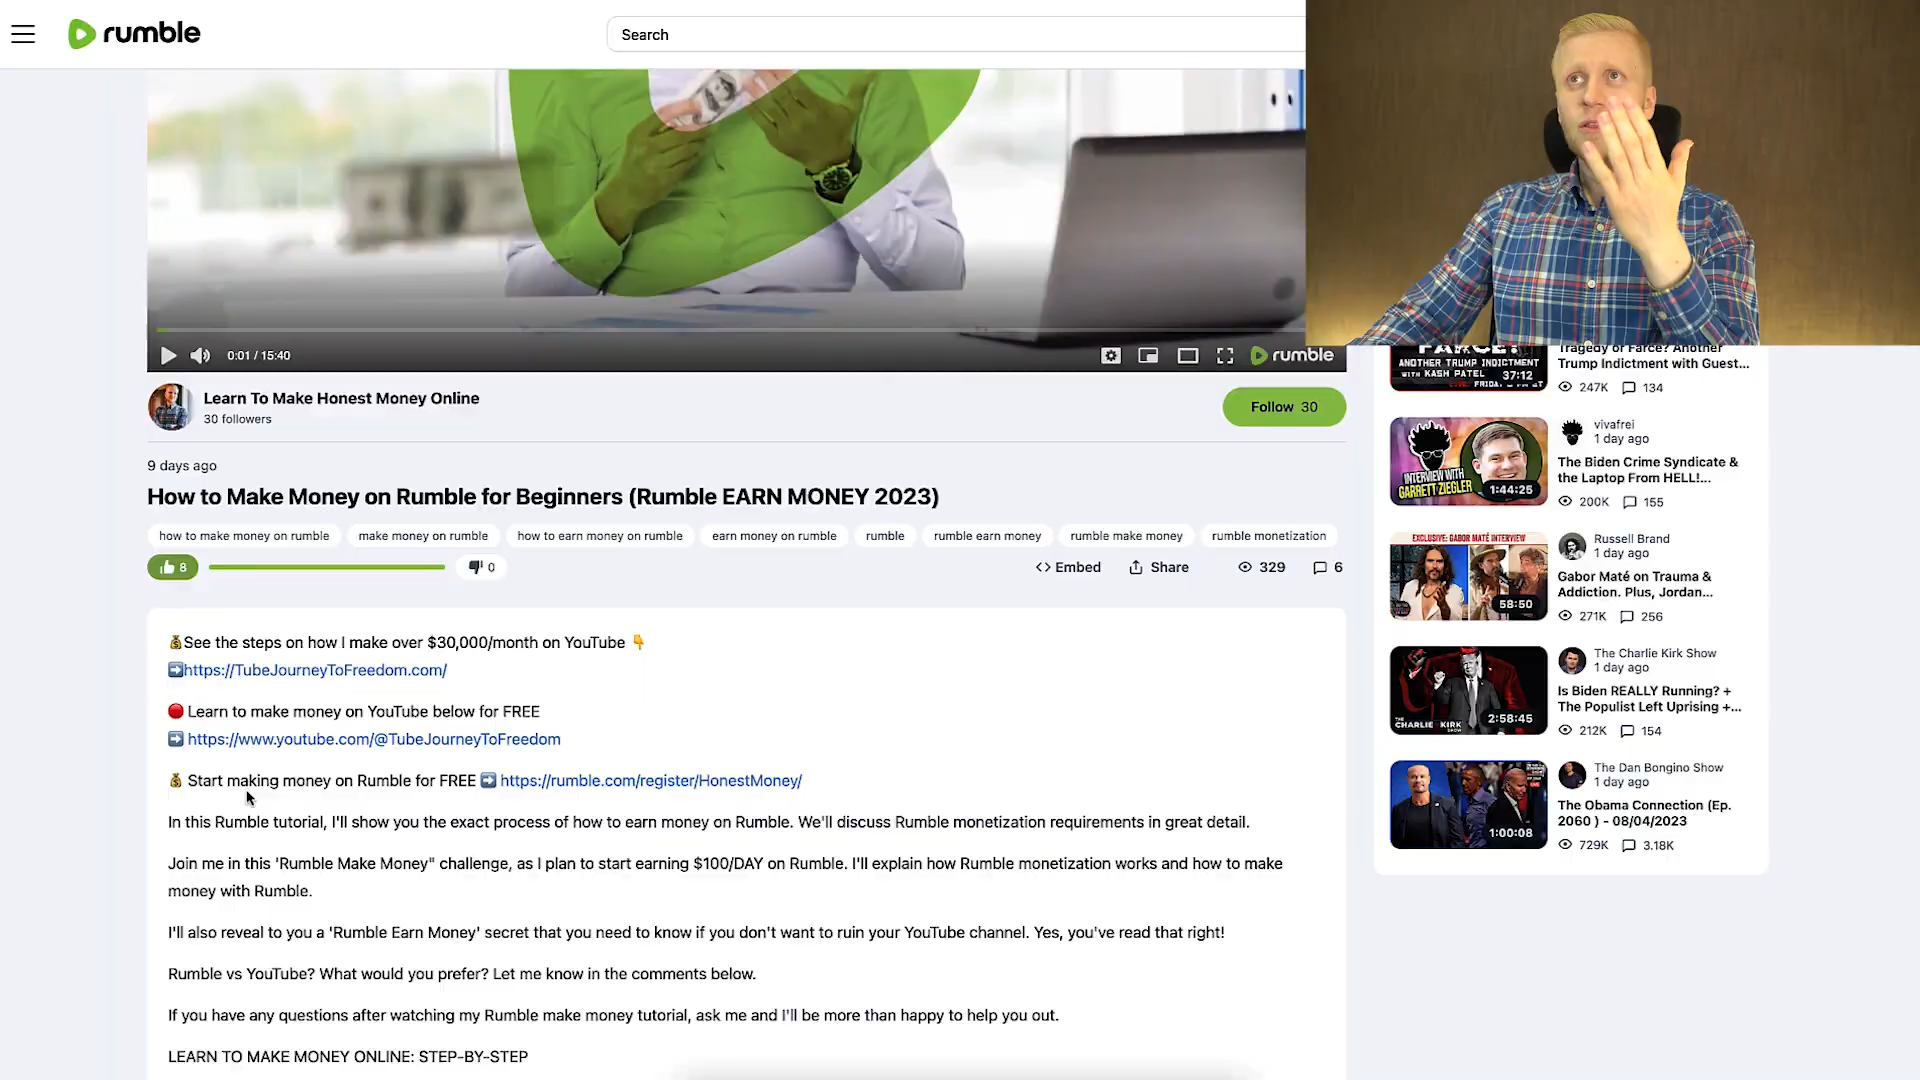 rumble
Search
0:01 / 15:40
rumble
Learn To Make Honest Money Online
30 followers
Follow 30
9 days ago
How to Make Money on Rumble for Beginners (Rumble EARN MONEY 2023)
how to make money on rumble
make money on rumble
how to earn money on rumble
earn money on rumble
rumble
rumble earn money
rumble make money
rumble monetization
8
0
Embed
Share
329
6
💰See the steps on how I make over $30,000/month on YouTube 👇
➡️https://TubeJourneyToFreedom.com/
🔴 Learn to make money on YouTube below for FREE
➡️ https://www.youtube.com/@TubeJourneyToFreedom
💰 Start making money on Rumble for FREE ➡️ https://rumble.com/register/HonestMoney/
In this Rumble tutorial, I'll show you the exact process of how to earn money on Rumble. We'll discuss Rumble monetization requirements in great detail.
Join me in this 'Rumble Make Money" challenge, as I plan to start earning $100/DAY on Rumble. I'll explain how Rumble monetization works and how to make
money with Rumble.
I'll also reveal to you a 'Rumble Earn Money' secret that you need to know if you don't want to ruin your YouTube channel. Yes, you've read that right!
Rumble vs YouTube? What would you prefer? Let me know in the comments below.
If you have any questions after watching my Rumble make money tutorial, ask me and I'll be more than happy to help you out.
LEARN TO MAKE MONEY ONLINE: STEP-BY-STEP
ANOTHER TRUMP INDICTMENT
WITH KASH PATEL
37:12
Tragedy or Farce? Another
Trump Indictment with Guest...
247K
134
INTERVIEW WITH
GARRETT ZIEGLER
1:44:25
vivafrei
1 day ago
The Biden Crime Syndicate &
the Laptop From HELL!...
200K
155
EXCLUSIVE: GABOR MATÉ INTERVIEW
58:50
Russell Brand
1 day ago
Gabor Maté on Trauma &
Addiction. Plus, Jordan...
271K
256
THE
CHARLIE KIRK
SHOW
2:58:45
The Charlie Kirk Show
1 day ago
Is Biden REALLY Running? +
The Populist Left Uprising +...
212K
154
1:00:08
The Dan Bongino Show
1 day ago
The Obama Connection (Ep.
2060 ) - 08/04/2023
729K
3.18K